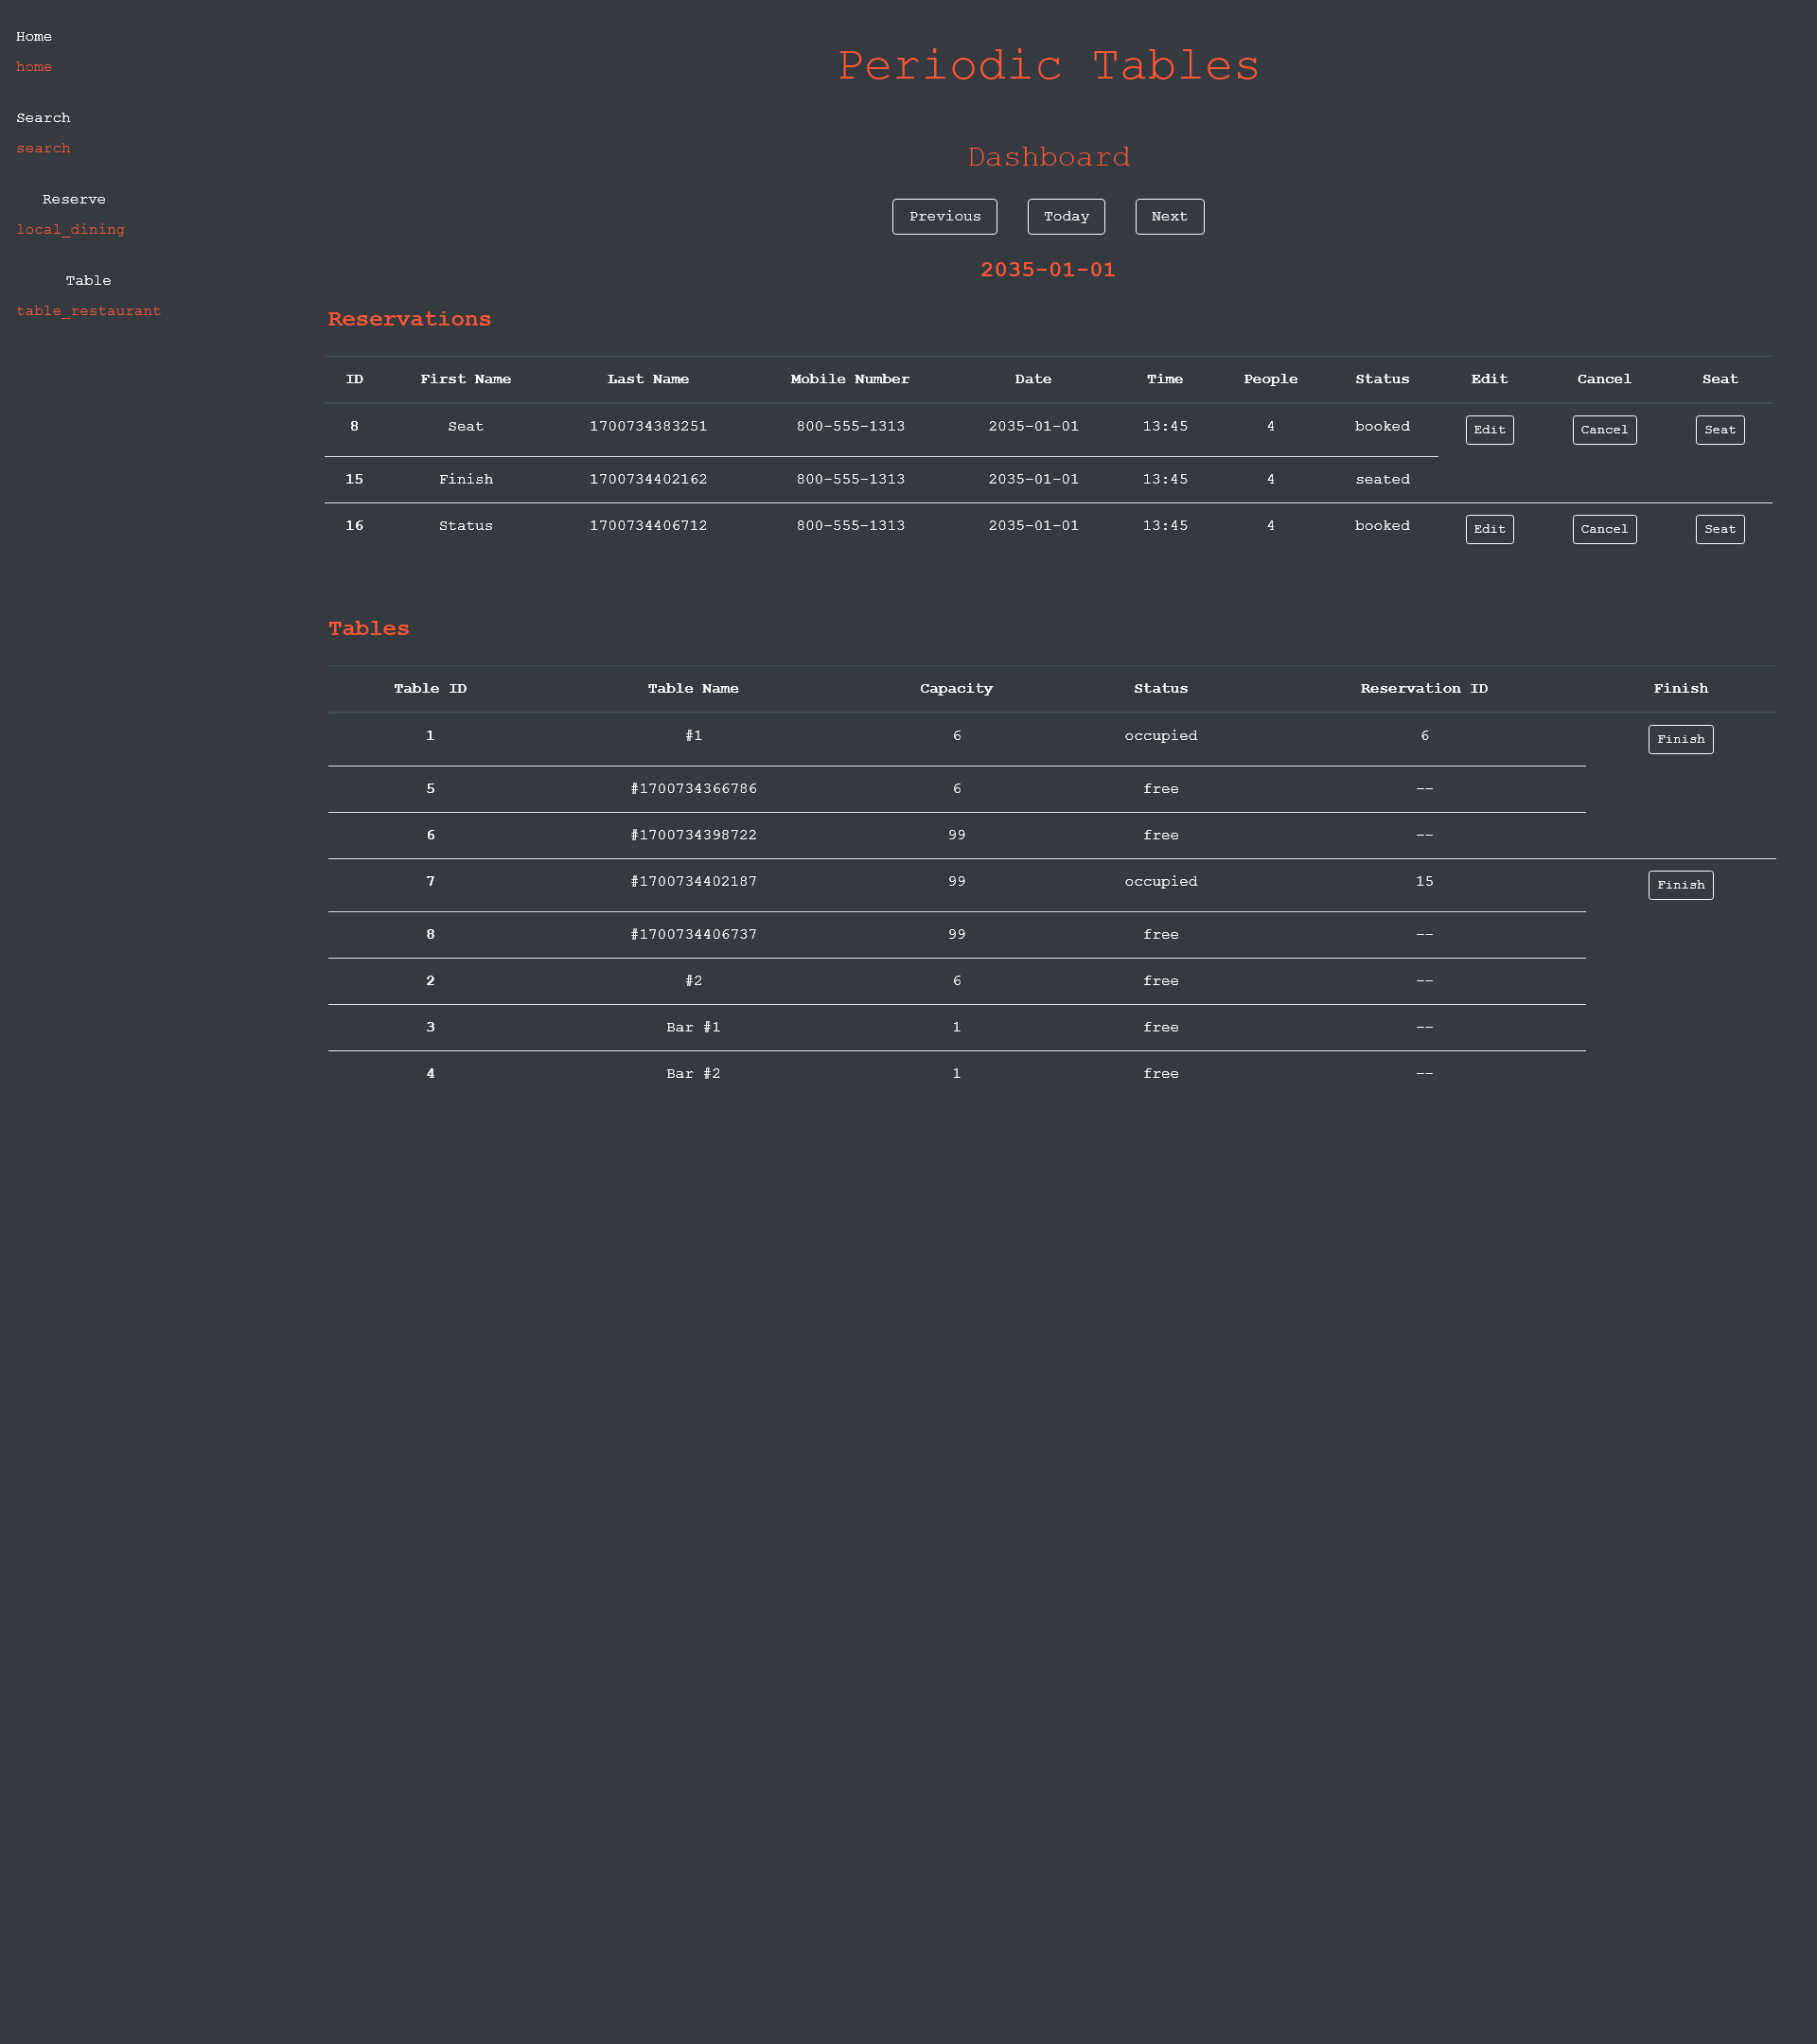 Home
home
Search
search
Reserve
local_dining
Table
table_restaurant
Periodic Tables
Dashboard
Previous Today Next
2035-01-01
Reservations
ID First Name Last Name Mobile Number Date Time People Status Edit Cancel Seat
8 Seat 1700734383251 800-555-1313 2035-01-01 13:45 4 booked Edit Cancel Seat
15 Finish 1700734402162 800-555-1313 2035-01-01 13:45 4 seated
16 Status 1700734406712 800-555-1313 2035-01-01 13:45 4 booked Edit Cancel Seat
Tables
Table ID Table Name Capacity Status Reservation ID Finish
1 #1 6 occupied 6 Finish
5 #1700734366786 6 free --
6 #1700734398722 99 free --
7 #1700734402187 99 occupied 15 Finish
8 #1700734406737 99 free --
2 #2 6 free --
3 Bar #1 1 free --
4 Bar #2 1 free --